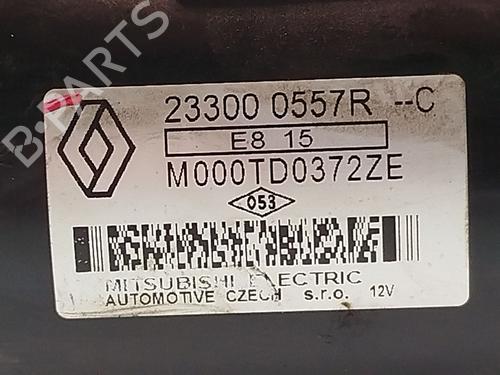 B-PARTS
23300 0557R --C
E8 15
M000TD0372ZE
053
MITSUBISHI ELECTRIC
AUTOMOTIVE CZECH s.r.o. 12V